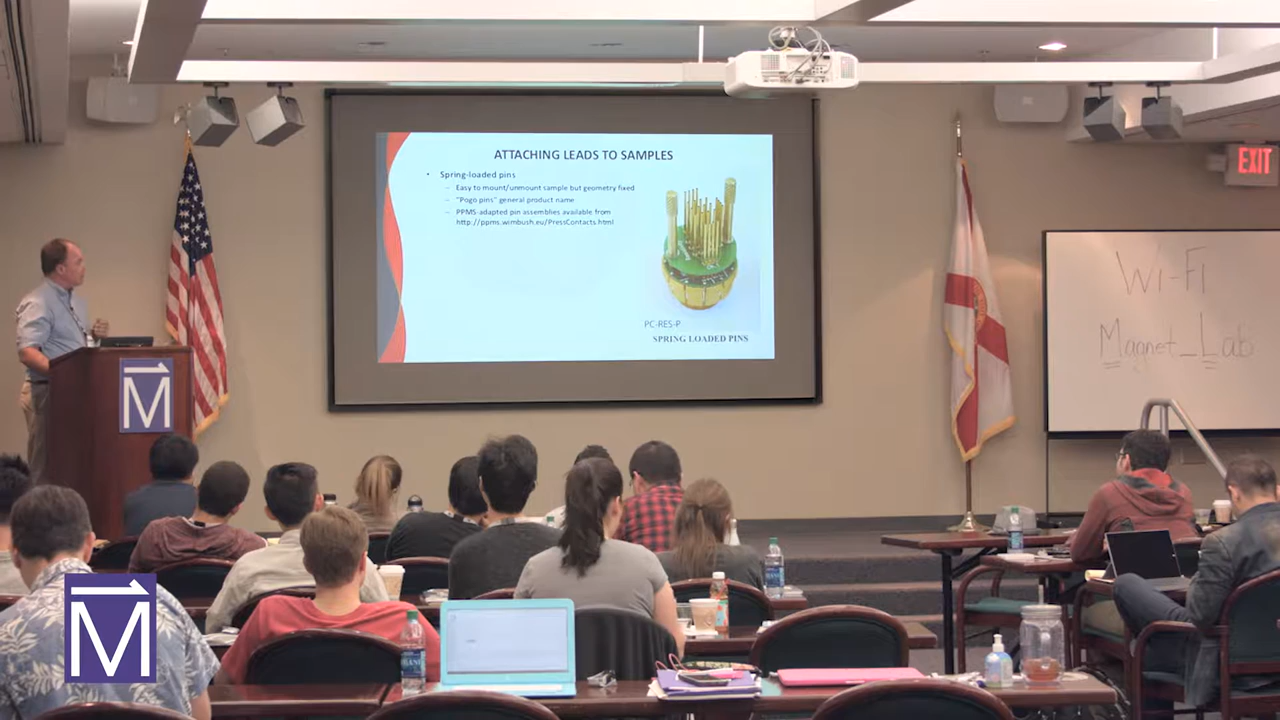 ATTACHING LEADS TO SAMPLES
• Spring-loaded pins
– Easy to mount/unmount sample but geometry fixed
– "Pogo pins" general product name
– PPMS-adapted pin assemblies available from
http://ppms.wimbush.eu/PressContacts.html
PC-RES-P
SPRING LOADED PINS
EXIT
Wi-Fi
Magnet_Lab
M
M